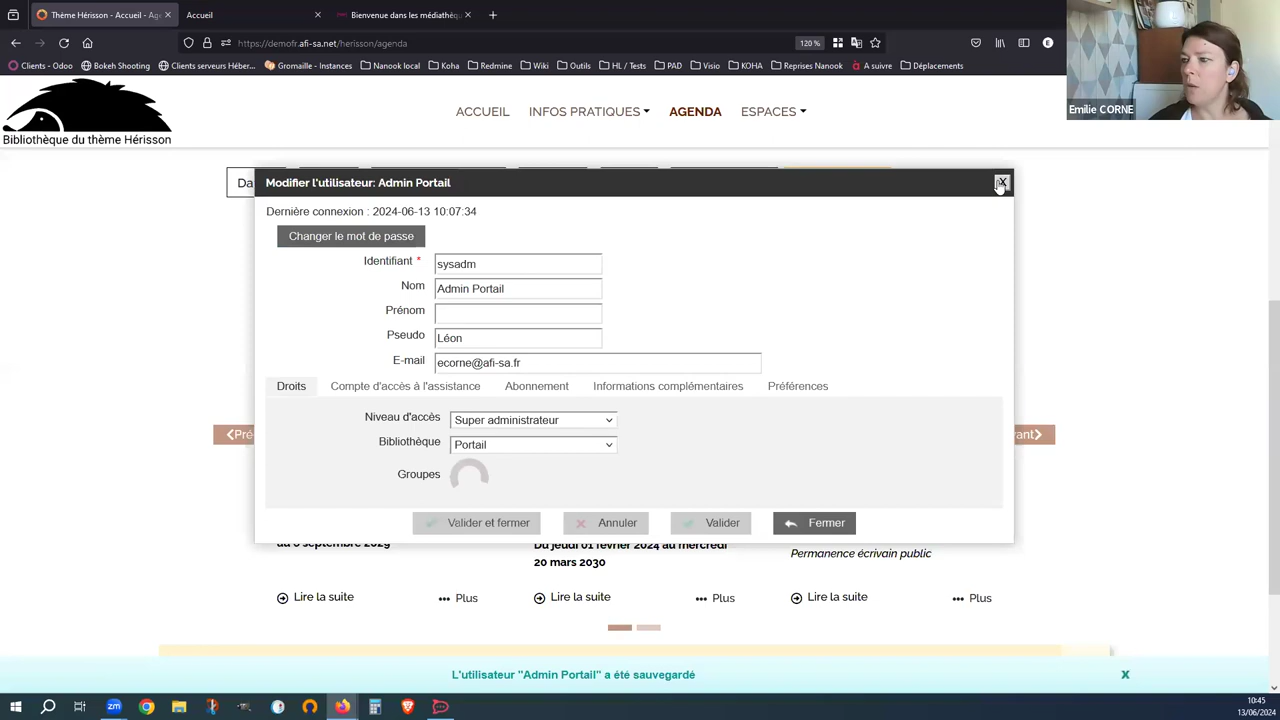 Thème Hérisson - Accueil - Age
Accueil
Bienvenue dans les médiathèqu
https://demofr.afi-sa.net/herisson/agenda
120 %
Clients - Odoo
Bokeh Shooting
Clients serveurs Héber...
Gromaille - Instances
Nanook local
Koha
Redmine
Wiki
Outils
HL / Tests
PAD
Visio
KOHA
Reprises Nanook
A suivre
Déplacements
Emilie CORNE
Bibliothèque du thème Hérisson
ACCUEIL
INFOS PRATIQUES
AGENDA
ESPACES
Da
Modifier l'utilisateur: Admin Portail
X
Dernière connexion : 2024-06-13 10:07:34
Changer le mot de passe
Identifiant * sysadm
Nom Admin Portail
Prénom
Pseudo Léon
E-mail ecorne@afi-sa.fr
Droits
Compte d'accès à l'assistance
Abonnement
Informations complémentaires
Préférences
Niveau d'accès Super administrateur
Bibliothèque Portail
Groupes
Pré
vant
Valider et fermer
Annuler
Valider
Fermer
Du jeudi 01 février 2024 au mercredi
20 mars 2030
Permanence écrivain public
Lire la suite
Plus
Lire la suite
Plus
Lire la suite
Plus
L'utilisateur "Admin Portail" a été sauvegardé
X
10:45
13/06/2024